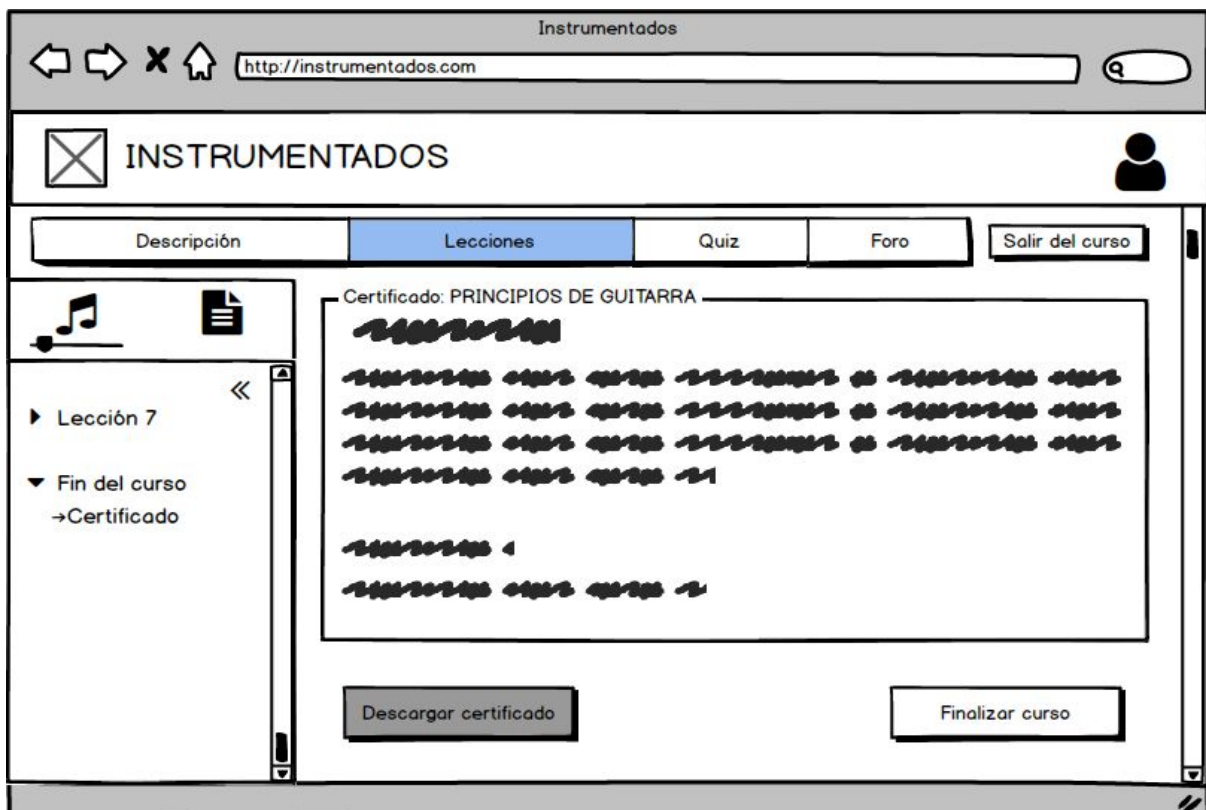 Instrumentados
http://instrumentados.com
INSTRUMENTADOS
Descripción Lecciones Quiz Foro Salir del curso
Certificado: PRINCIPIOS DE GUITARRA
Lección 7
Fin del curso
→Certificado
Descargar certificado Finalizar curso